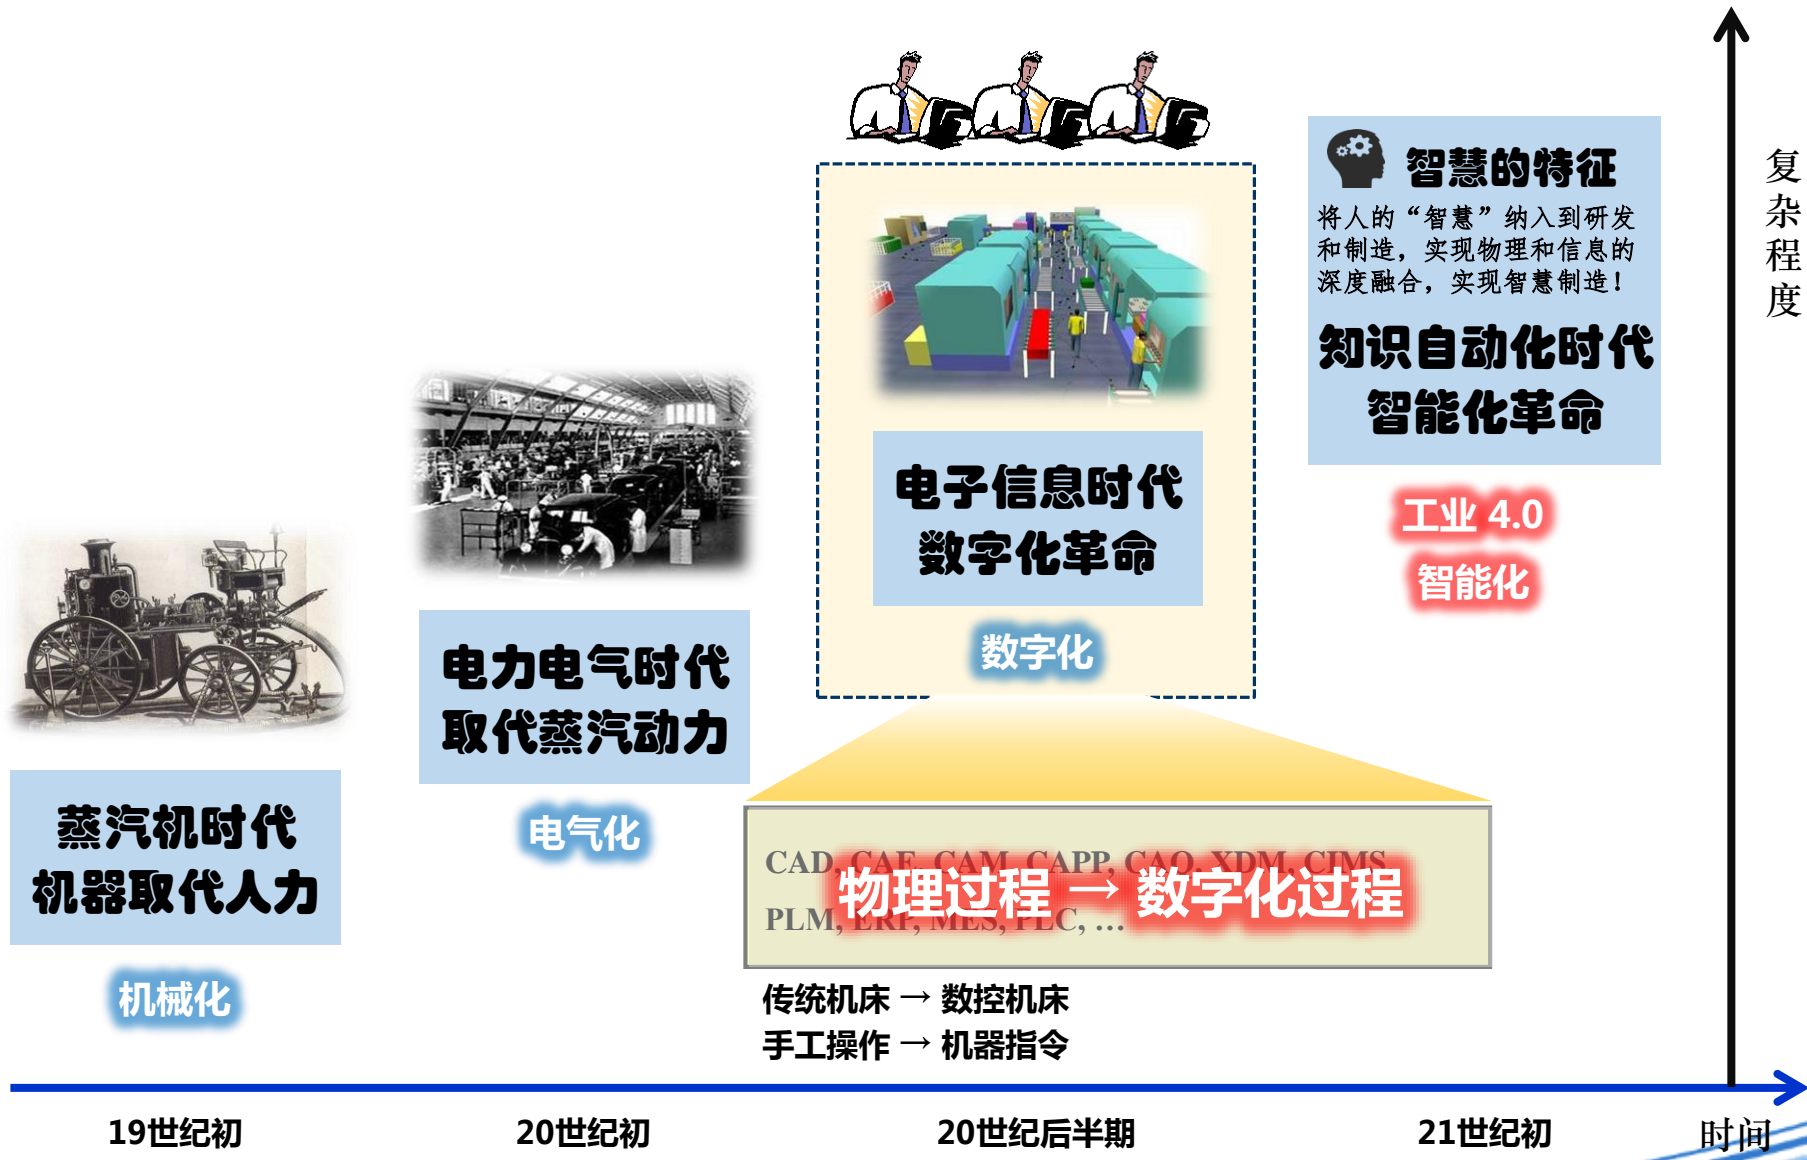 复杂程度
智慧的特征
将人的“智慧”纳入到研发
和制造，实现物理和信息的
深度融合，实现智慧制造！
知识自动化时代
智能化革命
工业 4.0
智能化
电子信息时代
数字化革命
数字化
电力电气时代
取代蒸汽动力
电气化
蒸汽机时代
机器取代人力
机械化
CAD, CAE, CAM, CAPP, CAQ, XDM, CIMS
PLM, ERP, MES, PLC, …
物理过程 → 数字化过程
传统机床 → 数控机床
手工操作 → 机器指令
19世纪初
20世纪初
20世纪后半期
21世纪初
时间